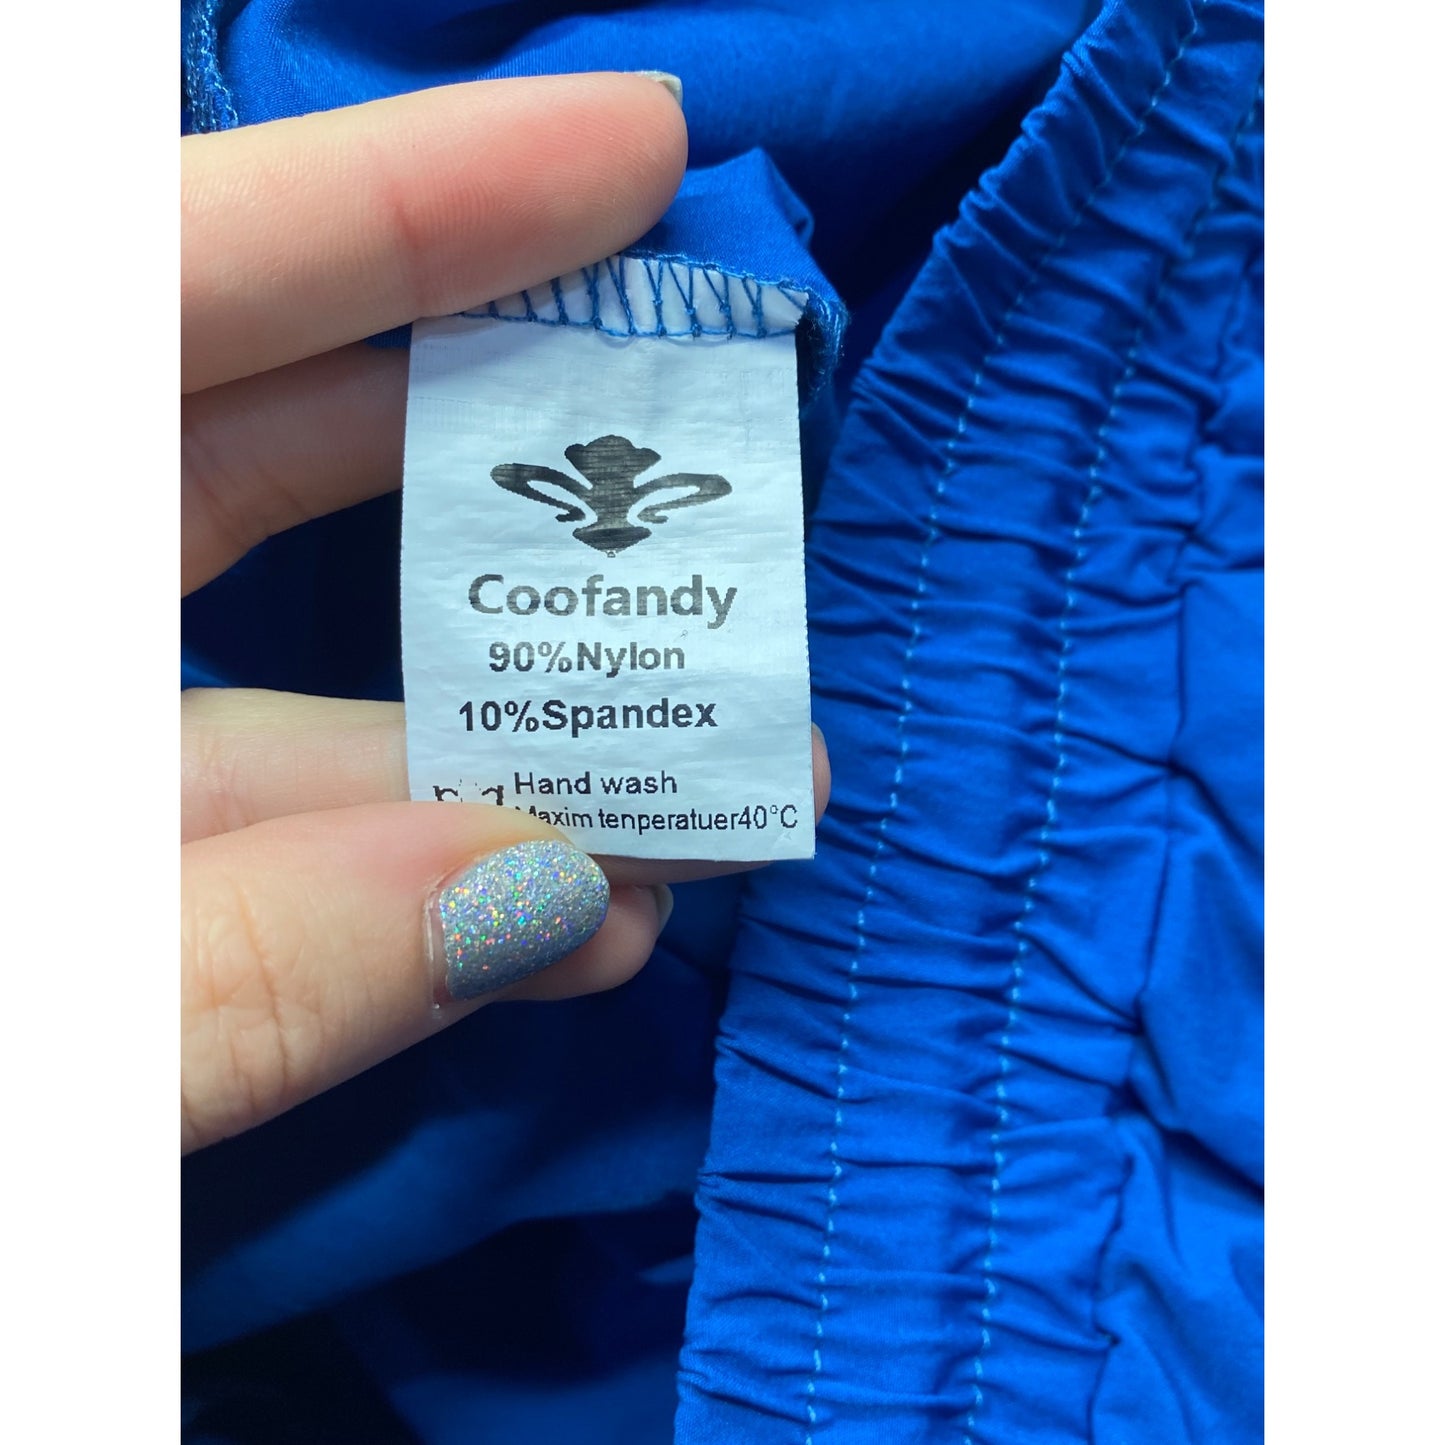 Coofandy
90%Nylon
10%Spandex
Hand wash
Maxim tenperatuer40°C